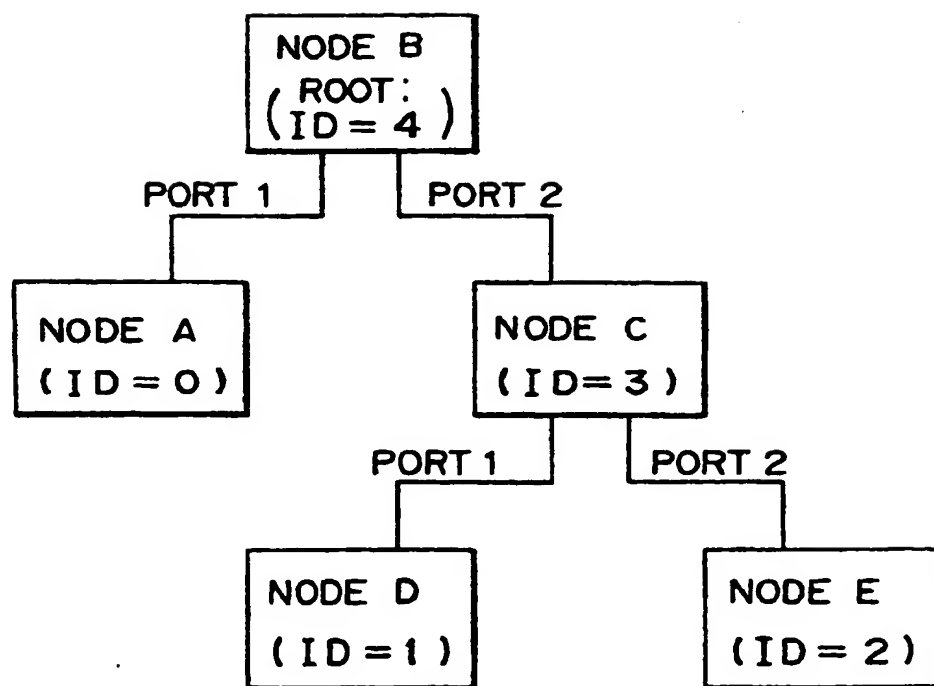 NODE B
(ROOT:
ID=4)
PORT 1
PORT 2
NODE A
(ID=0)
NODE C
(ID=3)
PORT 1
PORT 2
NODE D
(ID=1)
NODE E
(ID=2)